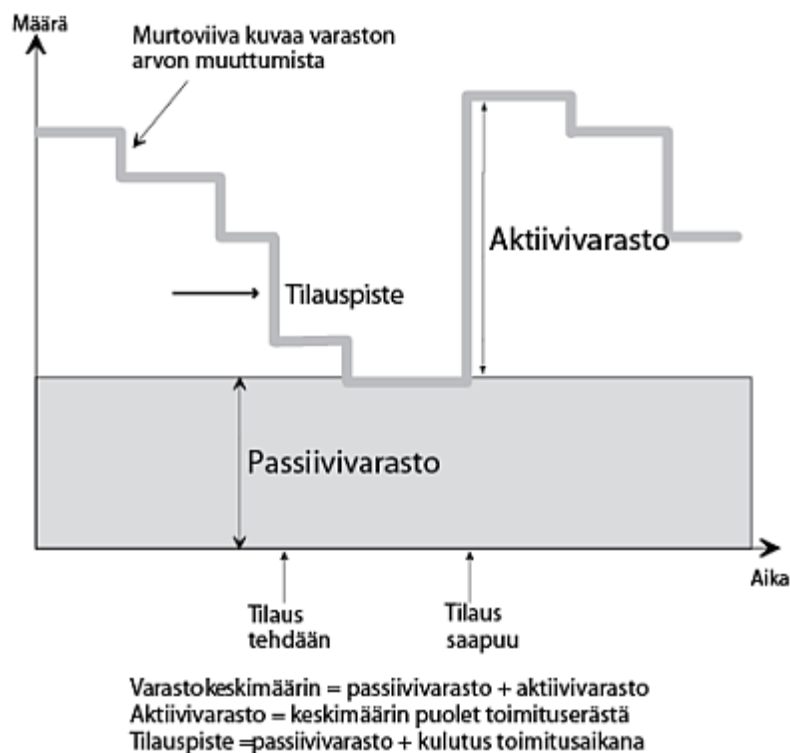 Määrä
Murtoviiva kuvaa varaston
arvon muuttumista
Aktiivivarasto
Tilauspiste
Passiivivarasto
Aika
Tilaus
tehdään
Tilaus
saapuu
Varastokeskimäärin = passiivivarasto + aktiivivarasto
Aktiivivarasto = keskimäärin puolet toimituserästä
Tilauspiste =passiivivarasto + kulutus toimitusaikana